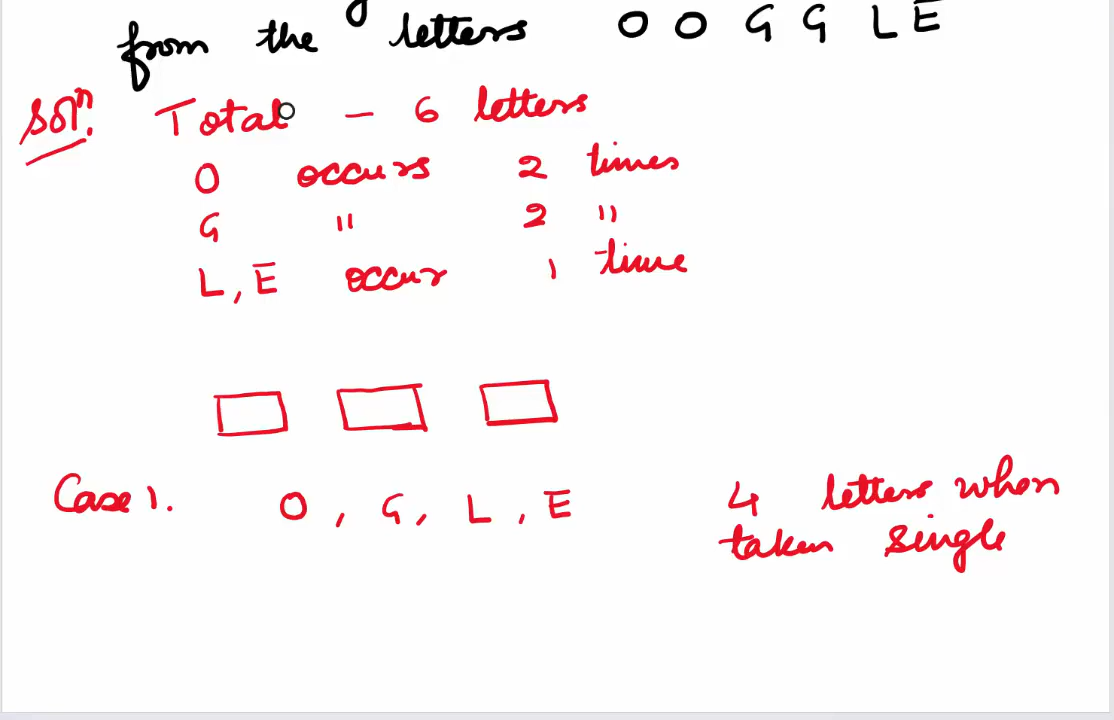 from the letters O O G G L E
Solⁿ. Total - 6 letters
O occurs 2 times
G " 2 "
L, E occur 1 time
Case 1. O, G, L, E 4 letters when
taken single